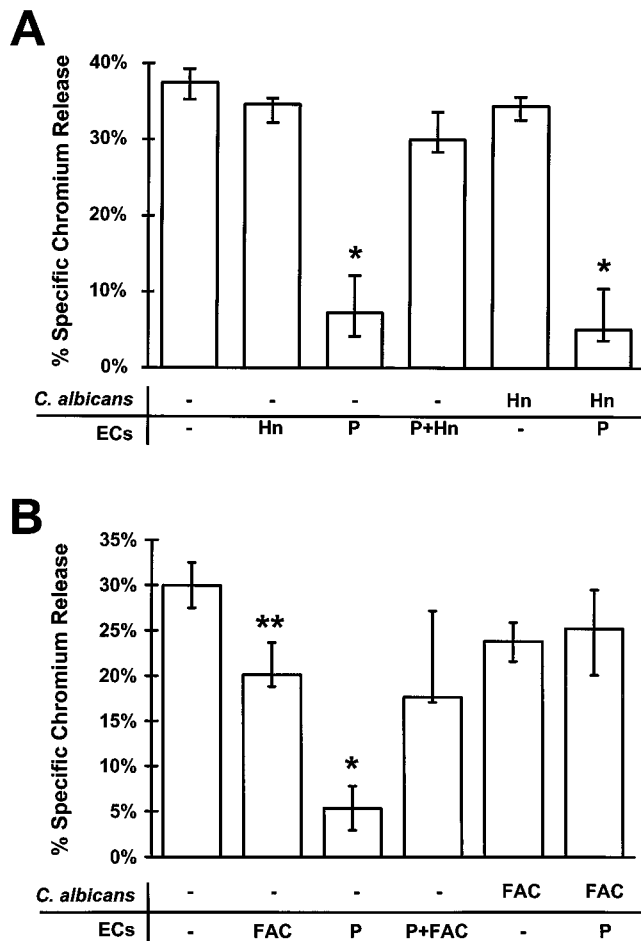 A
% Specific Chromium Release
40%
30%
20%
10%
0%
*
*
C. albicans - - - - Hn Hn
ECs - Hn P P+Hn - P
B
% Specific Chromium Release
35%
30%
25%
20%
15%
10%
5%
0%
**
*
C. albicans - - - - FAC FAC
ECs - FAC P P+FAC - P